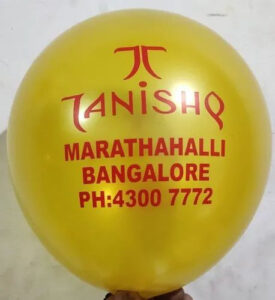 TANISHQ
MARATHAHALLI
BANGALORE
PH:4300 7772